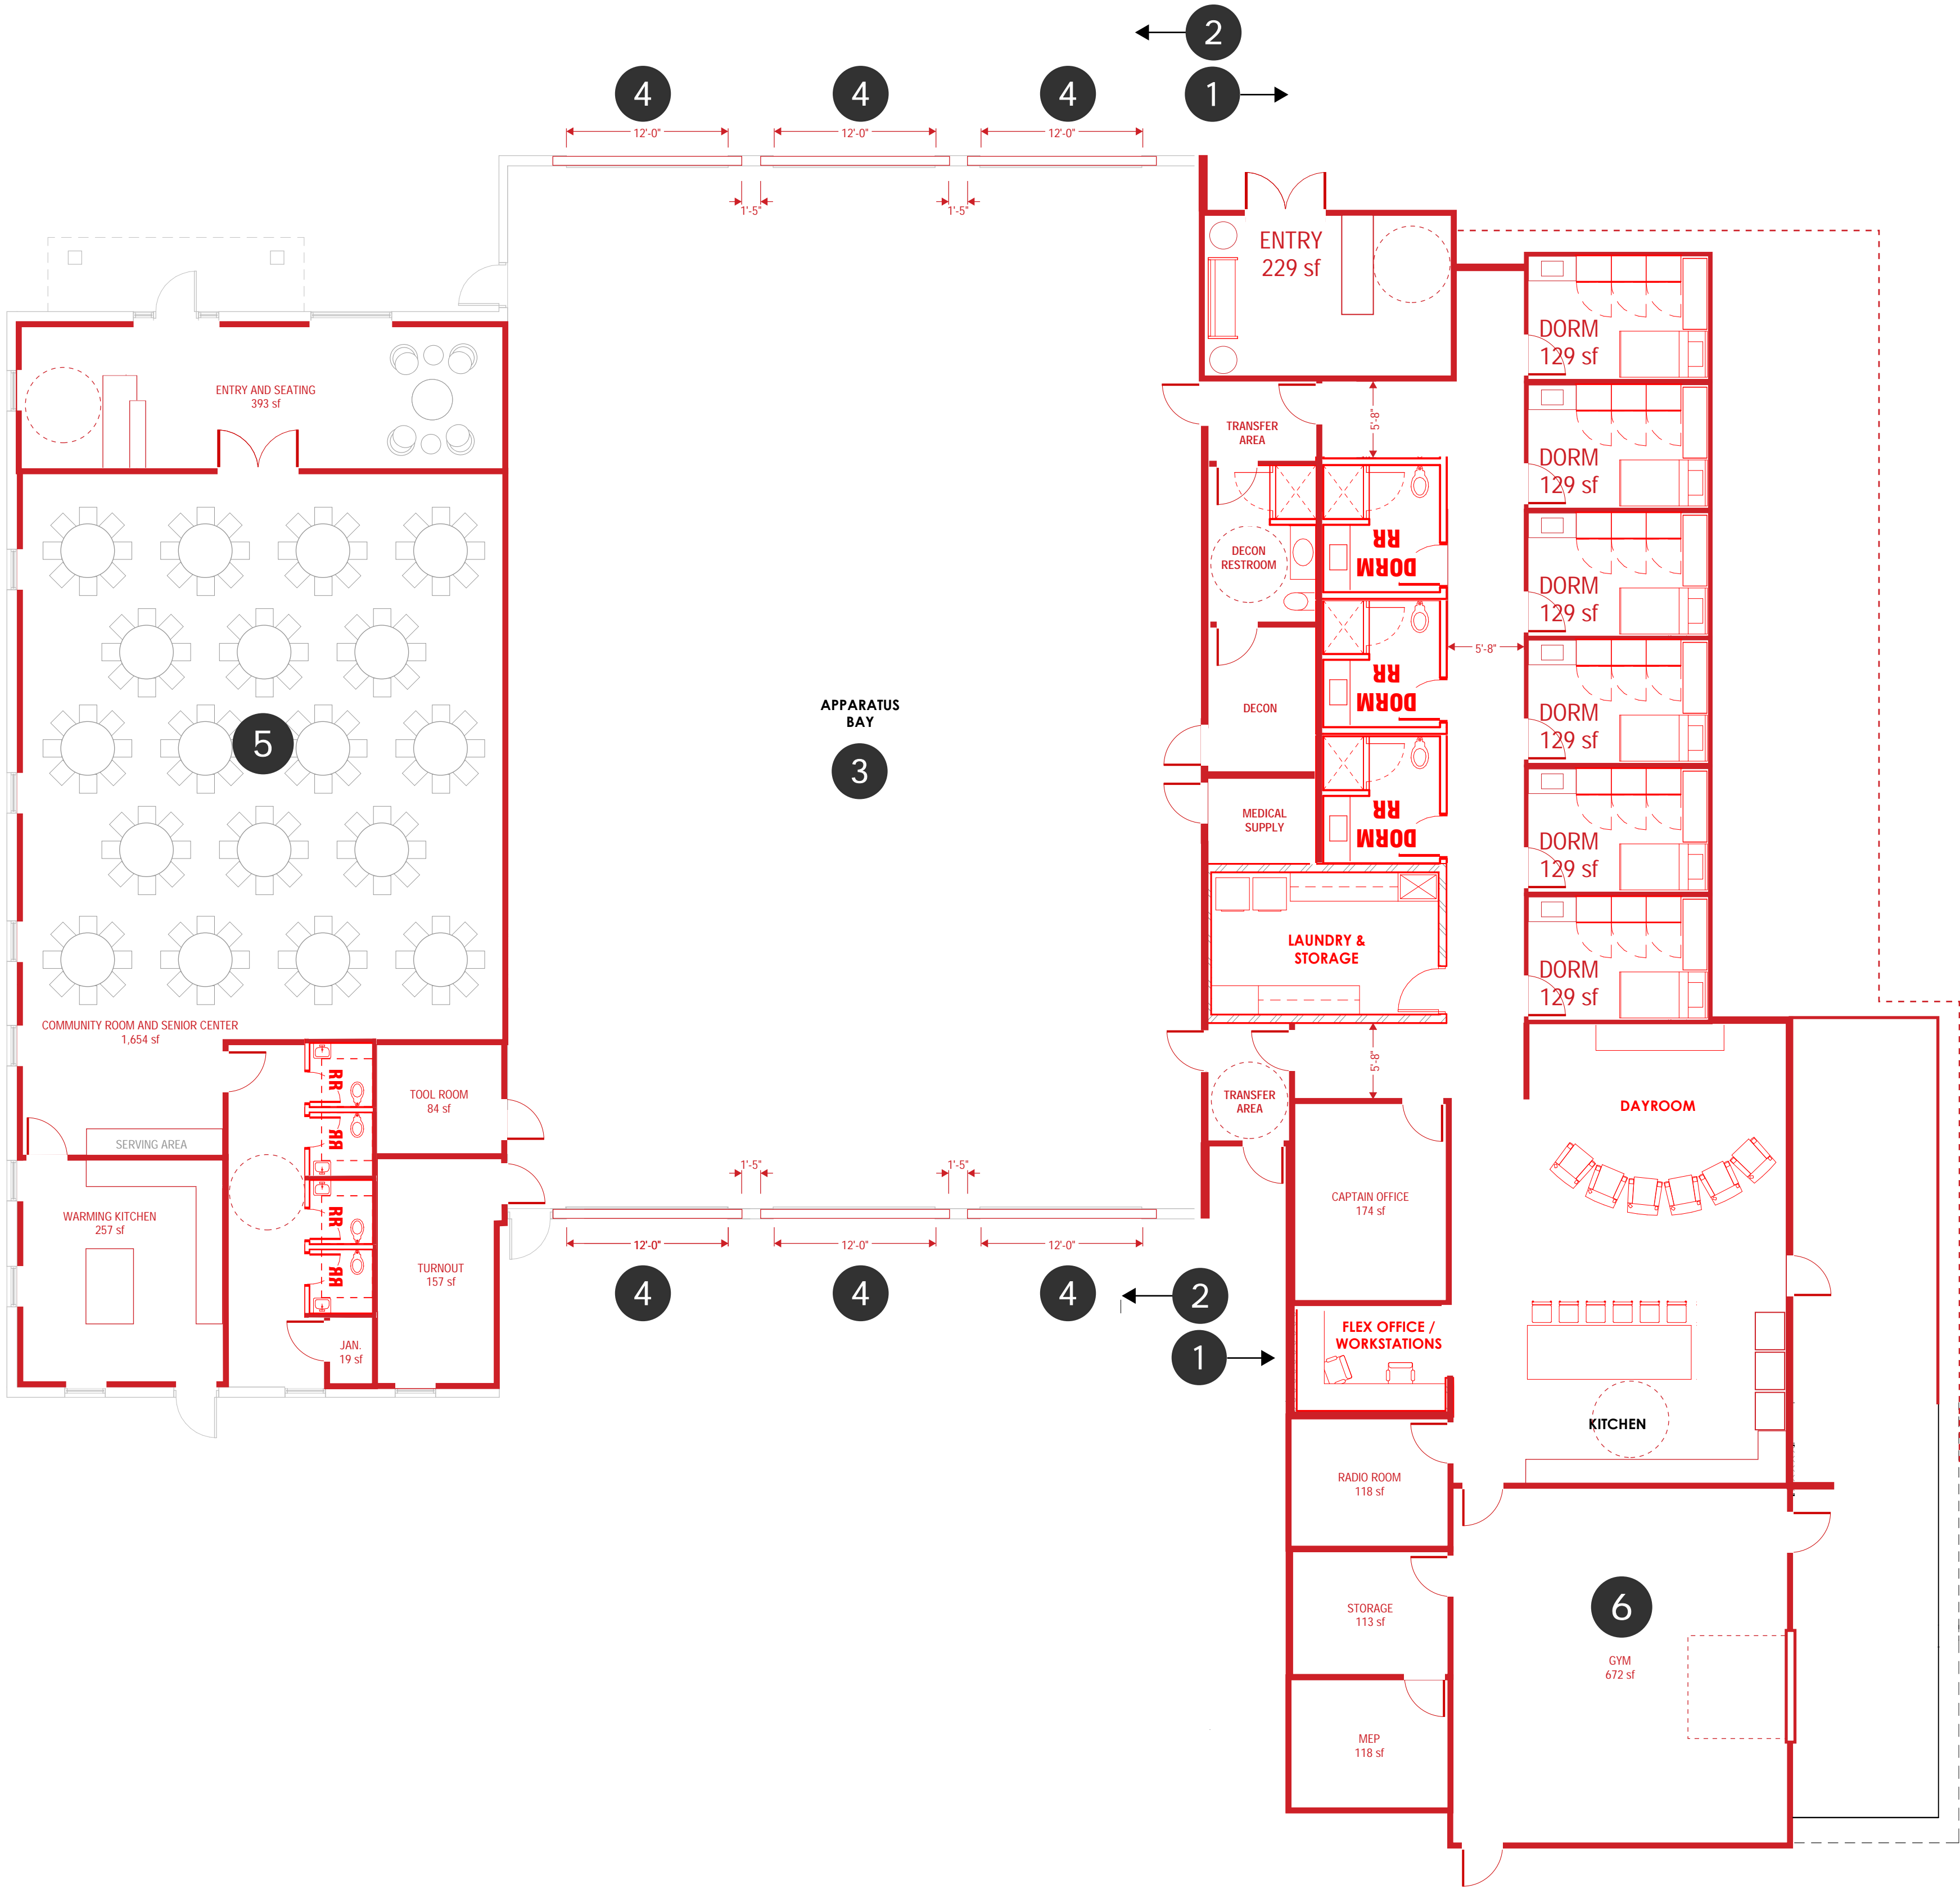 2
4
4
4
1
12'-0"
12'-0"
12'-0"
1'-5"
1'-5"
ENTRY
229 sf
DORM
129 sf
ENTRY AND SEATING
393 sf
TRANSFER
AREA
5'-8"
DORM
129 sf
DECON
RESTROOM
DORM
RR
DORM
129 sf
5'-8"
DORM
RR
DORM
129 sf
APPARATUS
BAY
3
5
DECON
MEDICAL
SUPPLY
DORM
RR
DORM
129 sf
LAUNDRY &
STORAGE
DORM
129 sf
COMMUNITY ROOM AND SENIOR CENTER
1,654 sf
5'-8"
RR
TOOL ROOM
84 sf
TRANSFER
AREA
DAYROOM
SERVING AREA
RR
1'-5"
1'-5"
WARMING KITCHEN
257 sf
RR
CAPTAIN OFFICE
174 sf
12'-0"
12'-0"
12'-0"
RR
TURNOUT
157 sf
4
4
4
2
1
JAN.
19 sf
FLEX OFFICE /
WORKSTATIONS
KITCHEN
RADIO ROOM
118 sf
STORAGE
113 sf
6
GYM
672 sf
MEP
118 sf